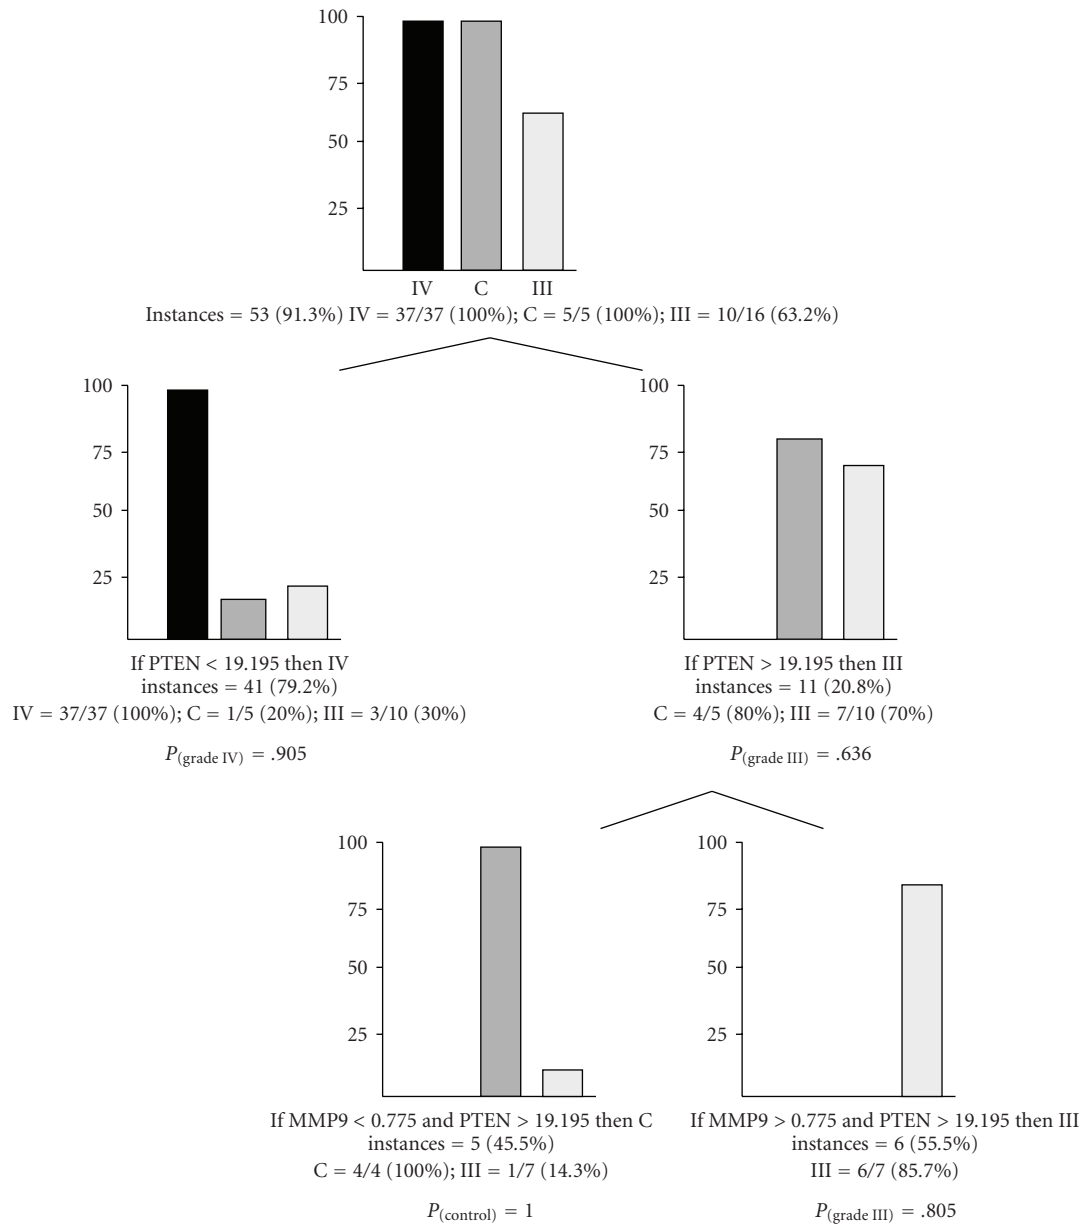 100
75
50
25
IV C III
Instances = 53 (91.3%) IV = 37/37 (100%); C = 5/5 (100%); III = 10/16 (63.2%)
100
75
50
25
If PTEN < 19.195 then IV
instances = 41 (79.2%)
IV = 37/37 (100%); C = 1/5 (20%); III = 3/10 (30%)
P(grade IV) = .905
100
75
50
25
If PTEN > 19.195 then III
instances = 11 (20.8%)
C = 4/5 (80%); III = 7/10 (70%)
P(grade III) = .636
100
75
50
25
If MMP9 < 0.775 and PTEN > 19.195 then C
instances = 5 (45.5%)
C = 4/4 (100%); III = 1/7 (14.3%)
P(control) = 1
100
75
50
25
If MMP9 > 0.775 and PTEN > 19.195 then III
instances = 6 (55.5%)
III = 6/7 (85.7%)
P(grade III) = .805